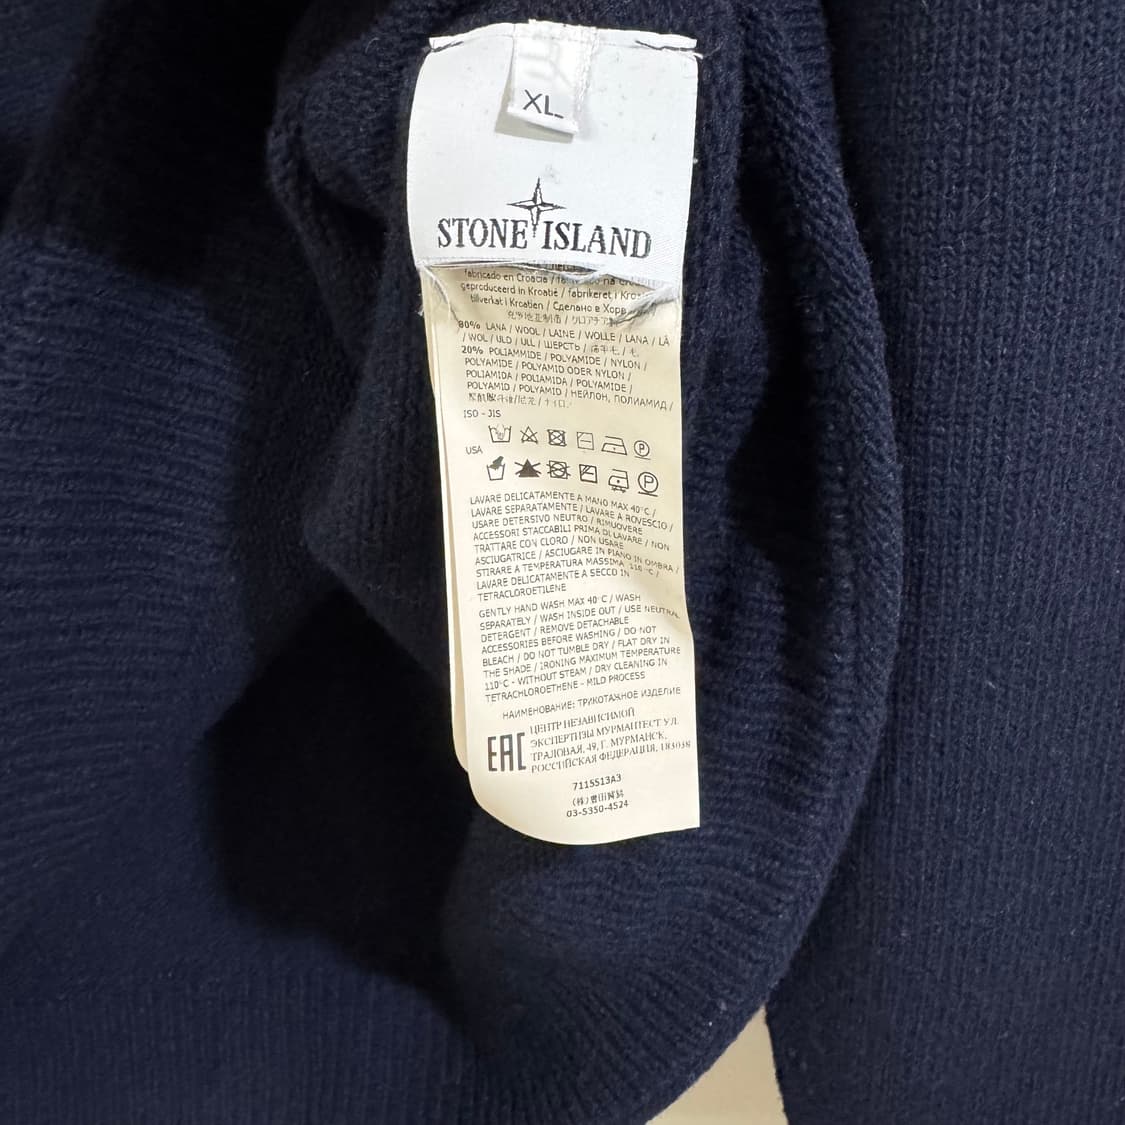 XL
STONE ISLAND
fabricado en Croacia /
geproduceerd in Kroatië / fabrikeret i
tillverkat i Kroatien / Сделано в
80% LANA / WOOL / LAINE / WOLLE / LANA / LÃ
/ WOL / ULD / ULL / ШЕРСТЬ /
20% POLIAMMIDE / POLYAMIDE / NYLON /
POLYAMIDE / POLYAMID ODER NYLON /
POLIAMIDA / POLIAMIDA / POLYAMIDE /
POLYAMID / POLYAMID / НЕЙЛОН, ПОЛИАМИД /
ISO - JIS
USA
LAVARE DELICATAMENTE A MANO MAX 40°C /
LAVARE SEPARATAMENTE / LAVARE A ROVESCIO /
USARE DETERSIVO NEUTRO / RIMUOVERE
ACCESSORI STACCABILI PRIMA DI LAVARE / NON
TRATTARE CON CLORO / NON USARE
ASCIUGATRICE / ASCIUGARE IN PIANO IN OMBRA /
STIRARE A TEMPERATURA MASSIMA 110°C /
LAVARE DELICATAMENTE A SECCO IN
TETRACLOROETILENE
GENTLY HAND WASH MAX 40°C / WASH
SEPARATELY / WASH INSIDE OUT / USE NEUTRAL
DETERGENT / REMOVE DETACHABLE
ACCESSORIES BEFORE WASHING / DO NOT
BLEACH / DO NOT TUMBLE DRY / FLAT DRY IN
THE SHADE / IRONING MAXIMUM TEMPERATURE
110°C - WITHOUT STEAM / DRY CLEANING IN
TETRACHLOROETHENE - MILD PROCESS
НАИМЕНОВАНИЕ: ТРИКОТАЖНОЕ ИЗДЕЛИЕ
EAC
ЦЕНТР НЕЗАВИСИМОЙ
ЭКСПЕРТИЗЫ МУРМАНТЕСТ УЛ.
ТРАЛОВАЯ, 49, Г. МУРМАНСК,
РОССИЙСКАЯ ФЕДЕРАЦИЯ, 183038
7115513A3
03-5350-4524